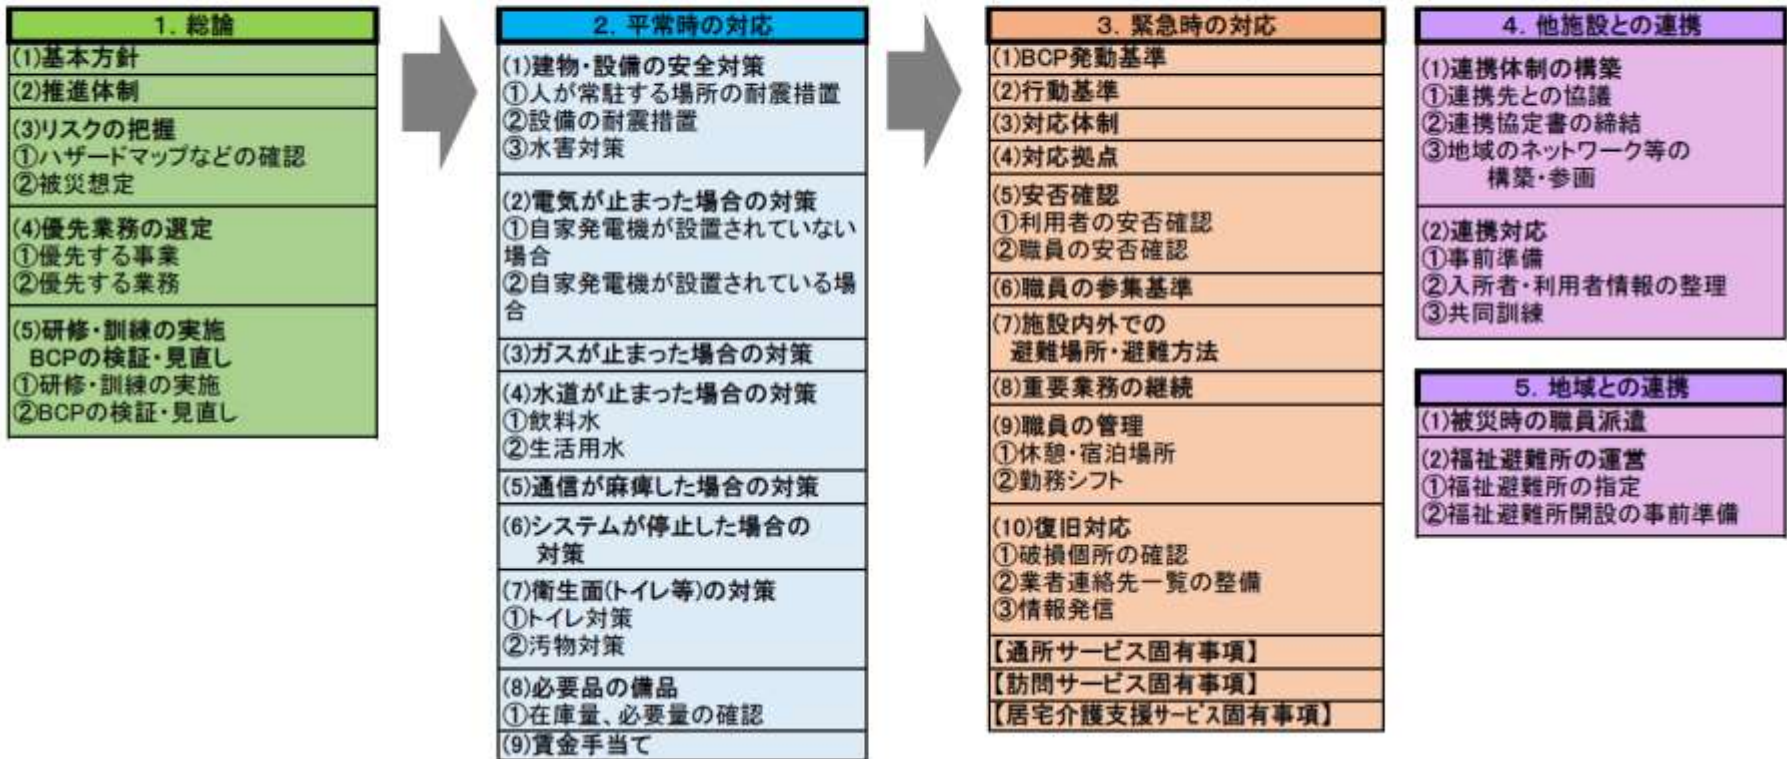 1. 総論
(1)基本方針
(2)推進体制
(3)リスクの把握
①ハザードマップなどの確認
②被災想定
(4)優先業務の選定
①優先する事業
②優先する業務
(5)研修・訓練の実施
BCPの検証・見直し
①研修・訓練の実施
②BCPの検証・見直し
2. 平常時の対応
(1)建物・設備の安全対策
①人が常駐する場所の耐震措置
②設備の耐震措置
③水害対策
(2)電気が止まった場合の対策
①自家発電機が設置されていない
場合
②自家発電機が設置されている場
合
(3)ガスが止まった場合の対策
(4)水道が止まった場合の対策
①飲料水
②生活用水
(5)通信が麻痺した場合の対策
(6)システムが停止した場合の
対策
(7)衛生面(トイレ等)の対策
①トイレ対策
②汚物対策
(8)必要品の備品
①在庫量、必要量の確認
(9)賃金手当て
3. 緊急時の対応
(1)BCP発動基準
(2)行動基準
(3)対応体制
(4)対応拠点
(5)安否確認
①利用者の安否確認
②職員の安否確認
(6)職員の参集基準
(7)施設内外での
避難場所・避難方法
(8)重要業務の継続
(9)職員の管理
①休憩・宿泊場所
②勤務シフト
(10)復旧対応
①破損個所の確認
②業者連絡先一覧の整備
③情報発信
【通所サービス固有事項】
【訪問サービス固有事項】
【居宅介護支援サービス固有事項】
4. 他施設との連携
(1)連携体制の構築
①連携先との協議
②連携協定書の締結
③地域のネットワーク等の
構築・参画
(2)連携対応
①事前準備
②入所者・利用者情報の整理
③共同訓練
5. 地域との連携
(1)被災時の職員派遣
(2)福祉避難所の運営
①福祉避難所の指定
②福祉避難所開設の事前準備